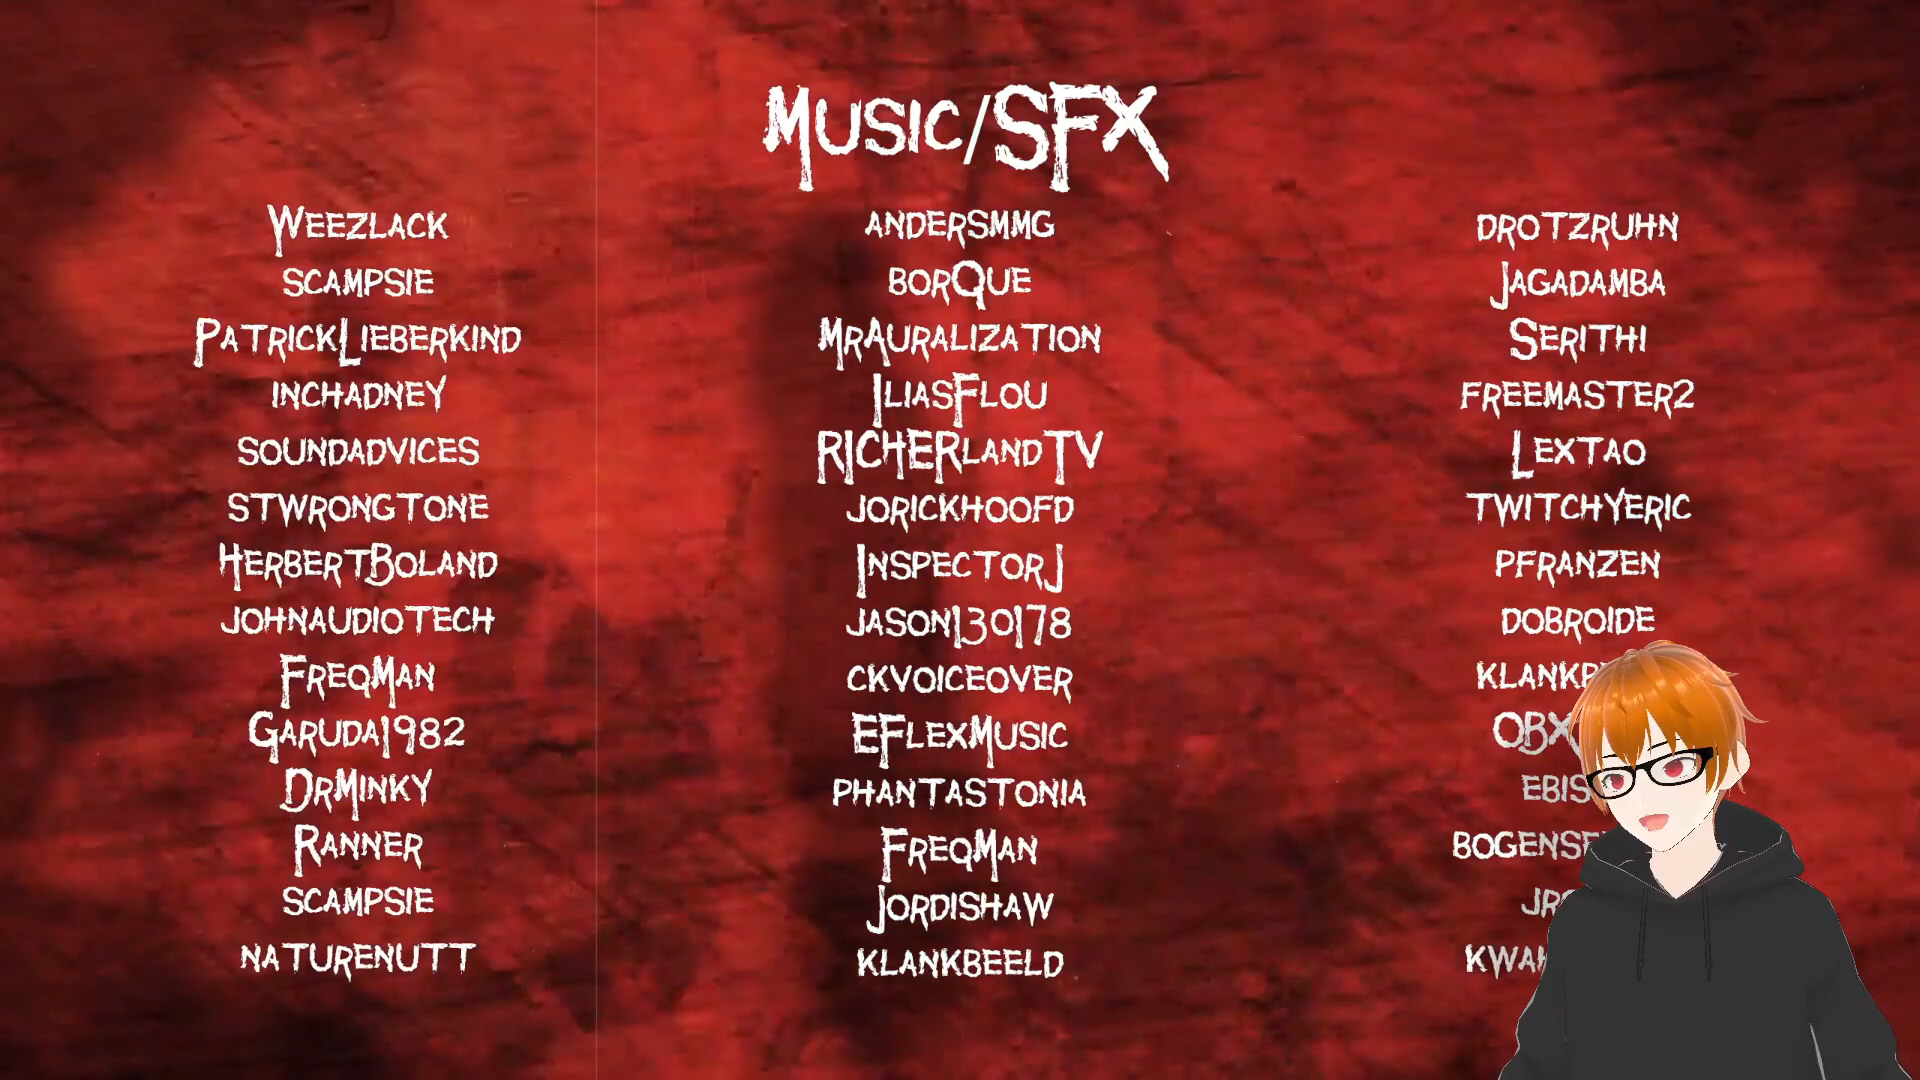 Music/SFX
Weezlack
scampsie
PatrickLieberkind
inchadney
soundadvices
stwrongtone
HerbertBoland
johnaudiotech
FreqMan
Garuda1982
DrMinky
Ranner
scampsie
naturenutt
andersmmg
borQue
MrAuralization
IliasFlou
RICHERlandTV
jorickhoofd
InspectorJ
jason130178
ckvoiceover
EFlexMusic
phantastonia
FreqMan
Jordishaw
klankbeeld
drotzruhn
Jagadamba
Serithi
freemaster2
Lextao
twitchyeric
pfranzen
dobroide